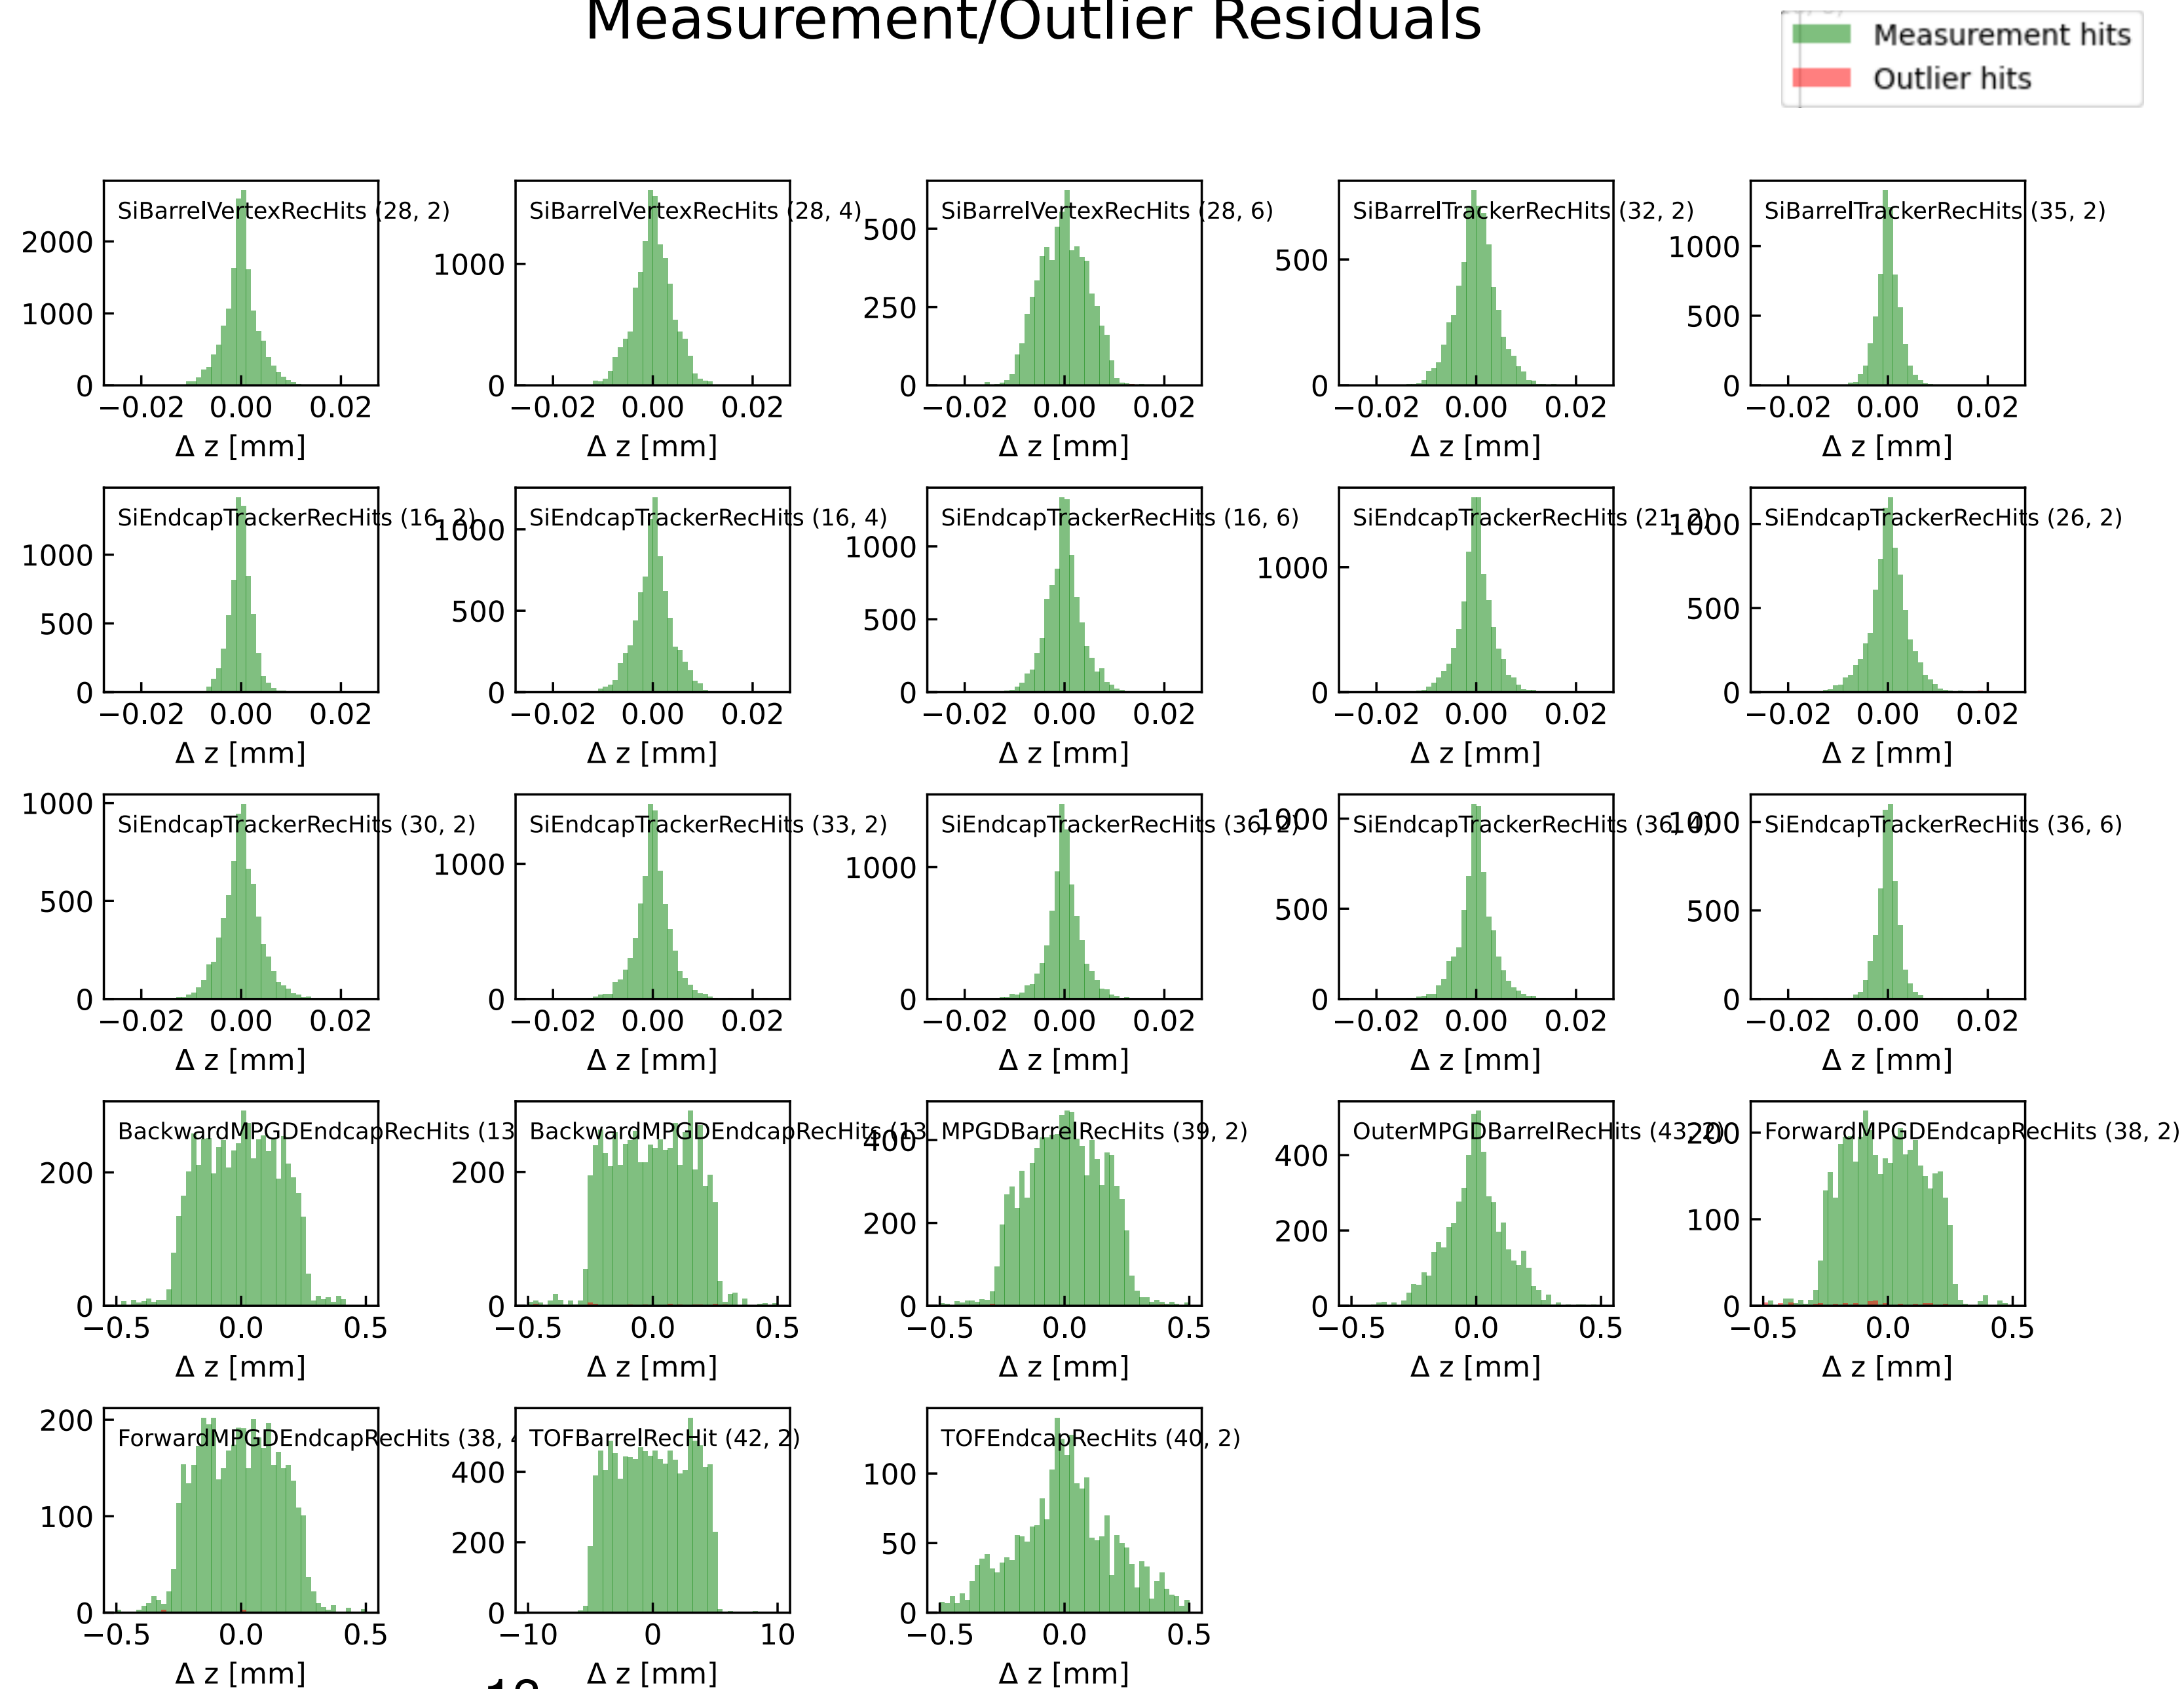 Measurement/Outlier Residuals
Measurement hits
Outlier hits
SiBarrelVertexRecHits (28, 2)
2000
1000
0
−0.02 0.00 0.02
Δ z [mm]
SiBarrelVertexRecHits (28, 4)
1000
0
−0.02 0.00 0.02
Δ z [mm]
SiBarrelVertexRecHits (28, 6)
500
250
0
−0.02 0.00 0.02
Δ z [mm]
SiBarrelTrackerRecHits (32, 2)
500
0
−0.02 0.00 0.02
Δ z [mm]
SiBarrelTrackerRecHits (35, 2)
1000
500
0
−0.02 0.00 0.02
Δ z [mm]
SiEndcapTrackerRecHits (16, 2)
1000
500
0
−0.02 0.00 0.02
Δ z [mm]
SiEndcapTrackerRecHits (16, 4)
1000
500
0
−0.02 0.00 0.02
Δ z [mm]
SiEndcapTrackerRecHits (16, 6)
1000
500
0
−0.02 0.00 0.02
Δ z [mm]
SiEndcapTrackerRecHits (21, 2)
1000
0
−0.02 0.00 0.02
Δ z [mm]
SiEndcapTrackerRecHits (26, 2)
1000
500
0
−0.02 0.00 0.02
Δ z [mm]
SiEndcapTrackerRecHits (30, 2)
1000
500
0
−0.02 0.00 0.02
Δ z [mm]
SiEndcapTrackerRecHits (33, 2)
1000
0
−0.02 0.00 0.02
Δ z [mm]
SiEndcapTrackerRecHits (36, 2)
1000
0
−0.02 0.00 0.02
Δ z [mm]
SiEndcapTrackerRecHits (36, 4)
1000
500
0
−0.02 0.00 0.02
Δ z [mm]
SiEndcapTrackerRecHits (36, 6)
1000
500
0
−0.02 0.00 0.02
Δ z [mm]
BackwardMPGDEndcapRecHits (13
200
0
−0.5 0.0 0.5
Δ z [mm]
BackwardMPGDEndcapRecHits (13
200
0
−0.5 0.0 0.5
Δ z [mm]
MPGDBarrelRecHits (39, 2)
400
200
0
−0.5 0.0 0.5
Δ z [mm]
OuterMPGDBarrelRecHits (43, 2)
400
200
0
−0.5 0.0 0.5
Δ z [mm]
ForwardMPGDEndcapRecHits (38, 2)
200
100
0
−0.5 0.0 0.5
Δ z [mm]
ForwardMPGDEndcapRecHits (38, 4
200
100
0
−0.5 0.0 0.5
Δ z [mm]
TOFBarrelRecHit (42, 2)
400
200
0
−10 0 10
Δ z [mm]
TOFEndcapRecHits (40, 2)
100
50
0
−0.5 0.0 0.5
Δ z [mm]